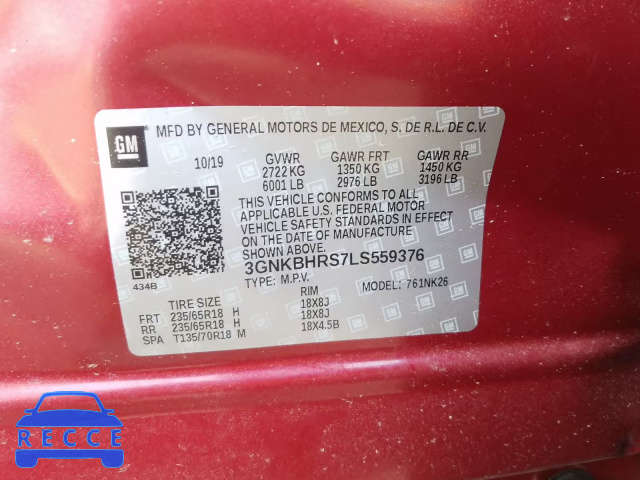 GM
MFD BY GENERAL MOTORS DE MEXICO, S. DE R.L. DE C.V.
10/19 GVWR GAWR FRT GAWR RR
2722 KG 1350 KG 1450 KG
6001 LB 2976 LB 3196 LB
THIS VEHICLE CONFORMS TO ALL
APPLICABLE U.S. FEDERAL MOTOR
VEHICLE SAFETY STANDARDS IN EFFECT
ON THE DATE OF MANUFACTURE
SHOWN ABOVE.
3GNKBHRS7LS559376
434B TYPE: M.P.V. MODEL: 761NK26
TIRE SIZE RIM
FRT 235/65R18 H 18X8J
RR 235/65R18 H 18X8J
SPA T135/70R18 M 18X4.5B
RECCE